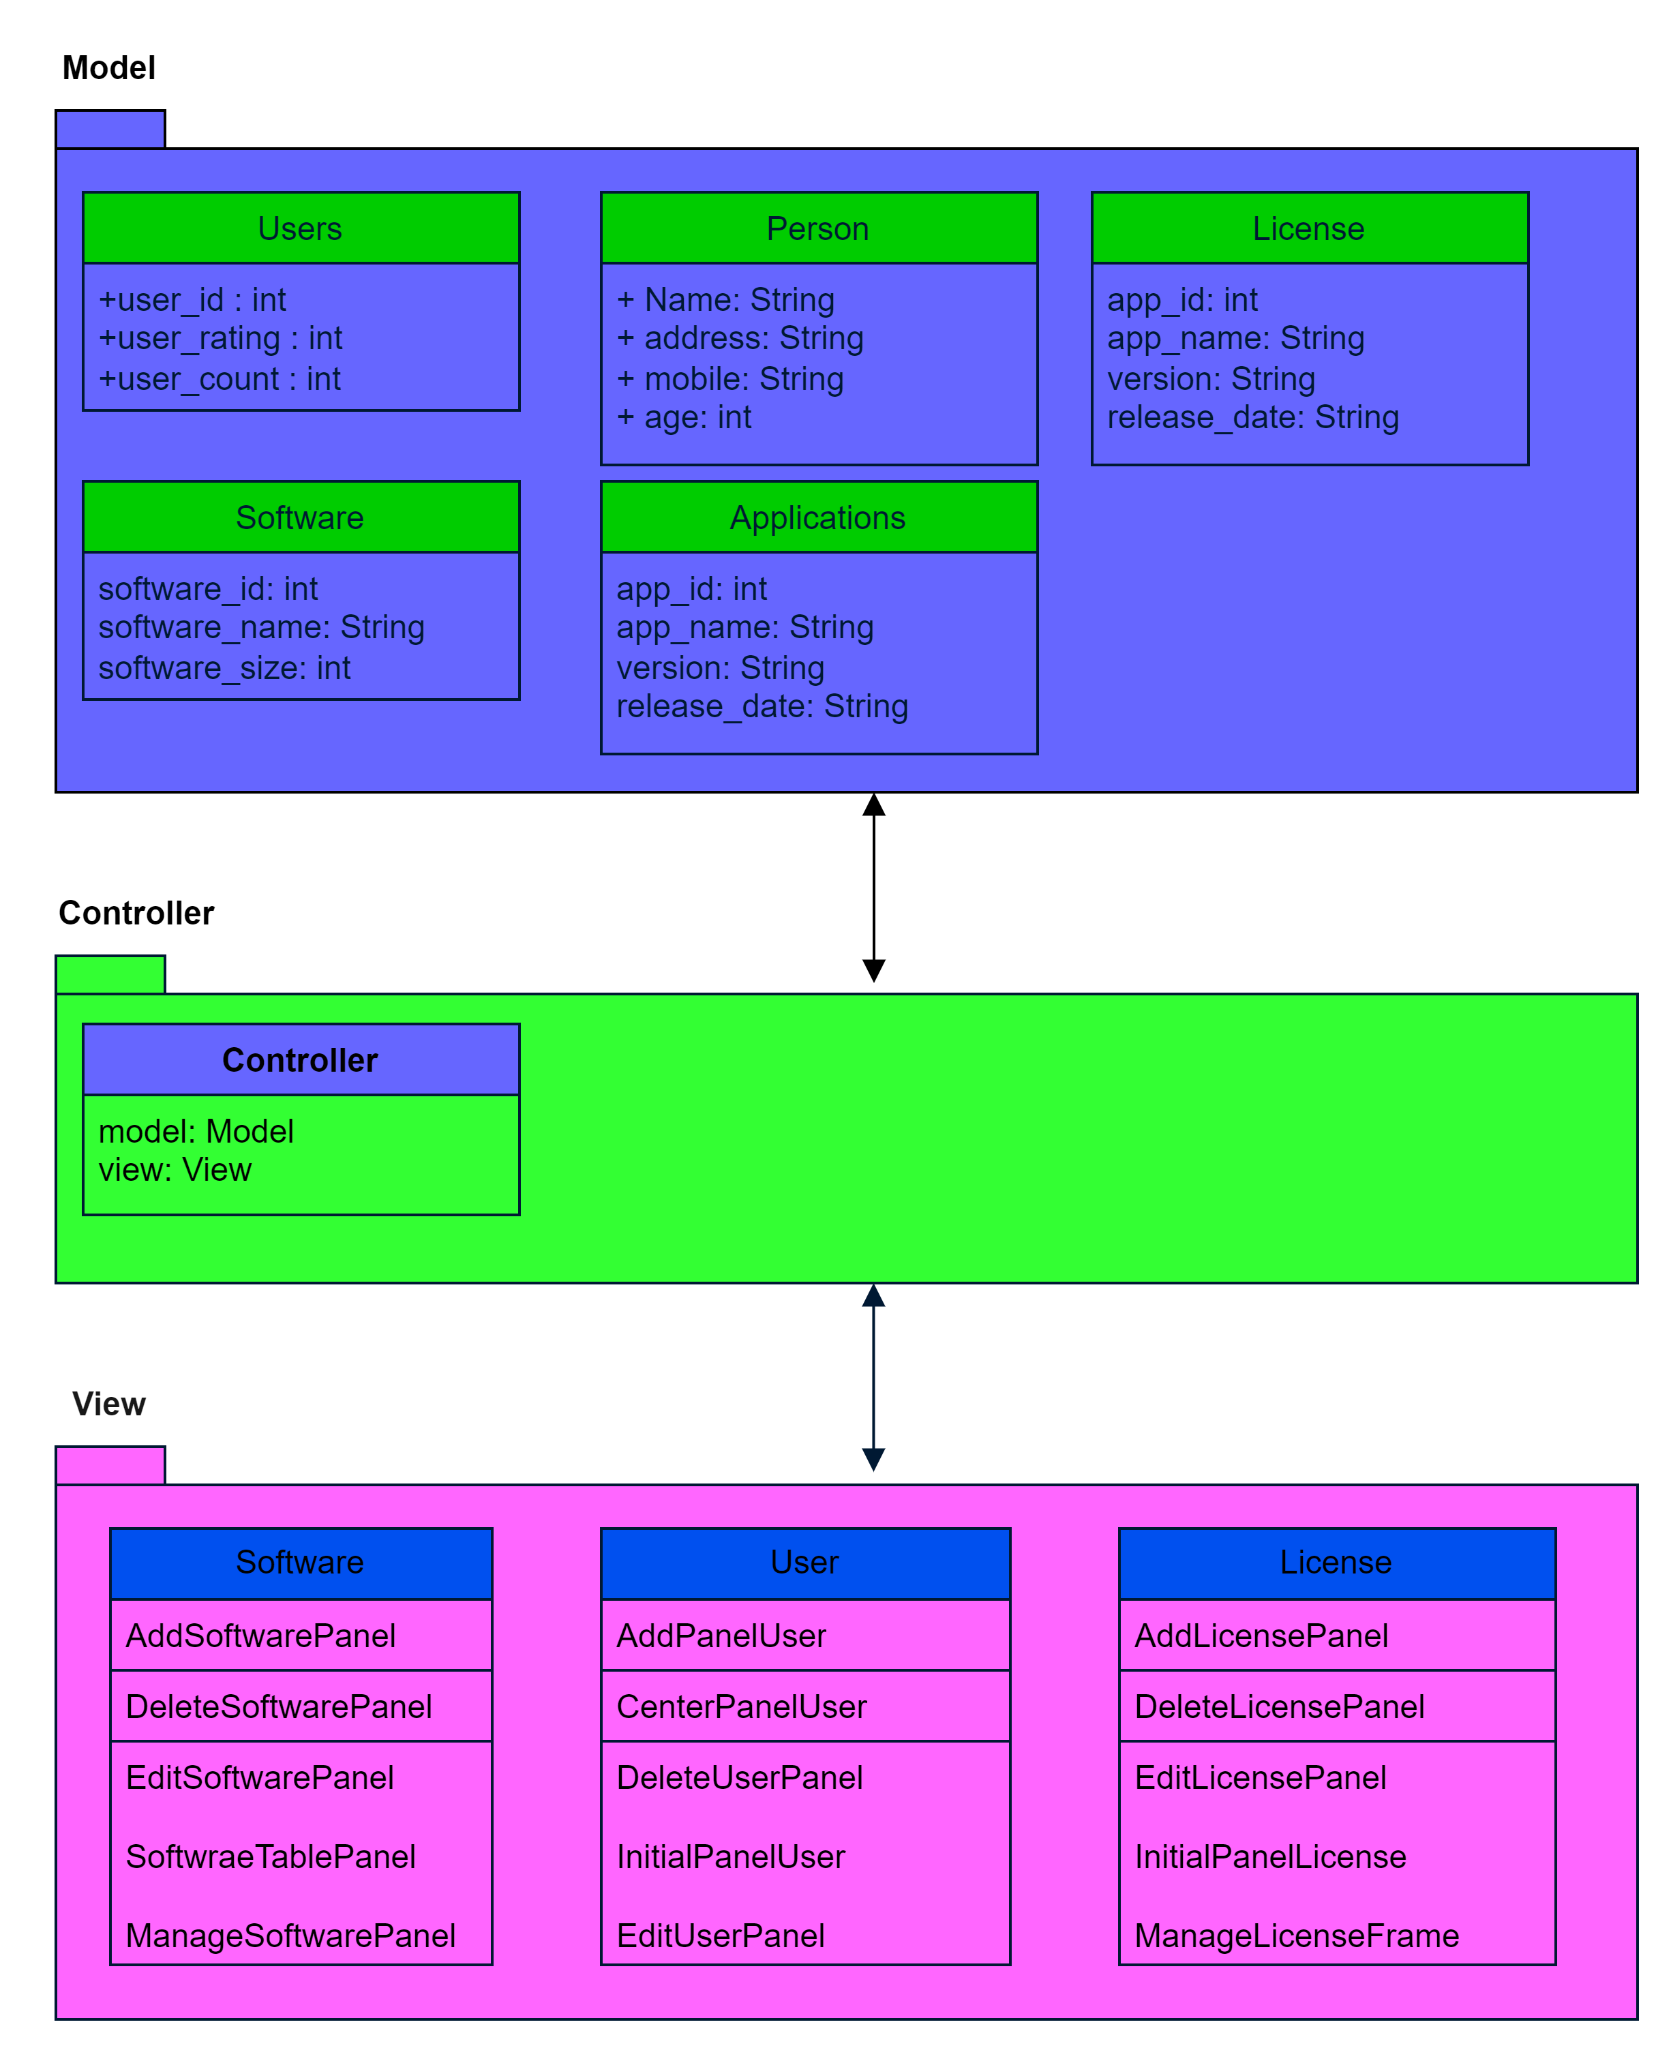 Model
Users
+user_id : int
+user_rating : int
+user_count : int
Person
+ Name: String
+ address: String
+ mobile: String
+ age: int
License
app_id: int
app_name: String
version: String
release_date: String
Software
software_id: int
software_name: String
software_size: int
Applications
app_id: int
app_name: String
version: String
release_date: String
Controller
Controller
model: Model
view: View
View
Software
AddSoftwarePanel
DeleteSoftwarePanel
EditSoftwarePanel
SoftwraeTablePanel
ManageSoftwarePanel
User
AddPanelUser
CenterPanelUser
DeleteUserPanel
InitialPanelUser
EditUserPanel
License
AddLicensePanel
DeleteLicensePanel
EditLicensePanel
InitialPanelLicense
ManageLicenseFrame